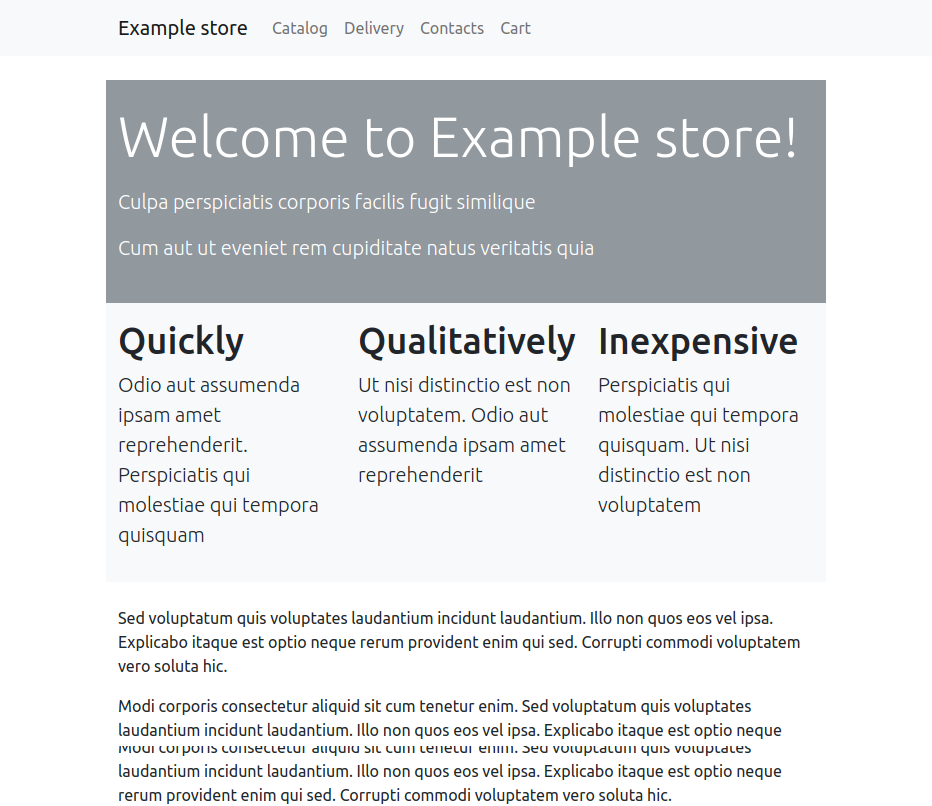 Example store Catalog Delivery Contacts Cart
Welcome to Example store!
Culpa perspiciatis corporis facilis fugit similique
Cum aut ut eveniet rem cupiditate natus veritatis quia
Quickly
Odio aut assumenda
ipsam amet
reprehenderit.
Perspiciatis qui
molestiae qui tempora
quisquam
Qualitatively
Ut nisi distinctio est non
voluptatem. Odio aut
assumenda ipsam amet
reprehenderit
Inexpensive
Perspiciatis qui
molestiae qui tempora
quisquam. Ut nisi
distinctio est non
voluptatem
Sed voluptatum quis voluptates laudantium incidunt laudantium. Illo non quos eos vel ipsa.
Explicabo itaque est optio neque rerum provident enim qui sed. Corrupti commodi voluptatem
vero soluta hic.
Modi corporis consectetur aliquid sit cum tenetur enim. Sed voluptatum quis voluptates
laudantium incidunt laudantium. Illo non quos eos vel ipsa. Explicabo itaque est optio neque
Modi corporis consectetur aliquid sit cum tenetur enim. Sed voluptatum quis voluptates
laudantium incidunt laudantium. Illo non quos eos vel ipsa. Explicabo itaque est optio neque
rerum provident enim qui sed. Corrupti commodi voluptatem vero soluta hic.